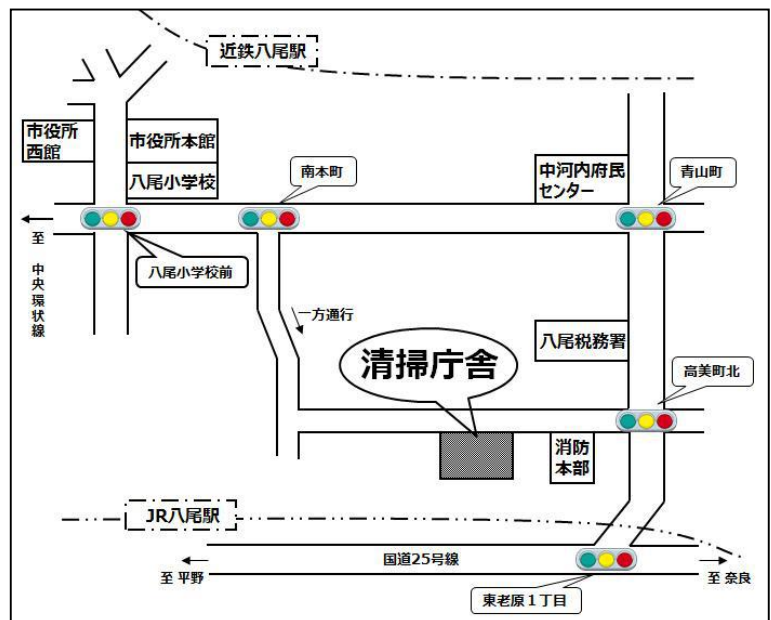 近鉄八尾駅
市役所
西館
市役所本館
八尾小学校
南本町
中河内府民
センター
青山町
至
中央環状線
八尾小学校前
一方通行
清掃庁舎
八尾税務署
高美町北
消防
本部
JR八尾駅
国道25号線
至 平野
至 奈良
東老原1丁目